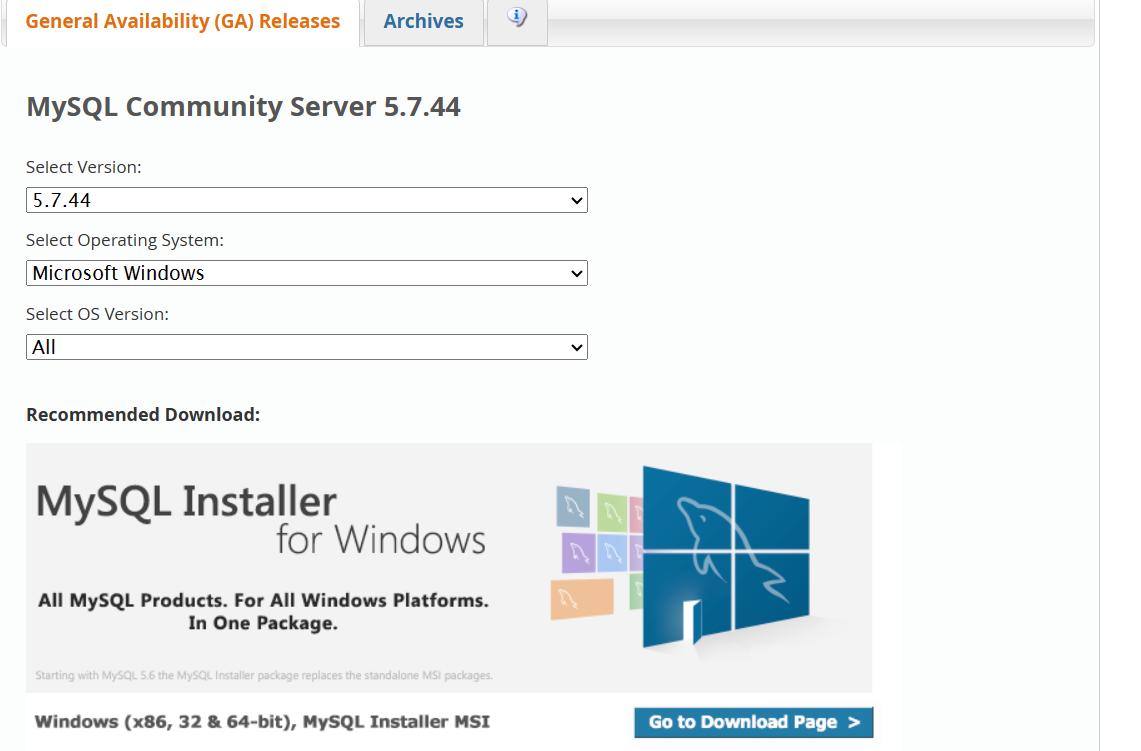 General Availability (GA) Releases
Archives
MySQL Community Server 5.7.44
Select Version:
5.7.44
Select Operating System:
Microsoft Windows
Select OS Version:
All
Recommended Download:
MySQL Installer
for Windows
All MySQL Products. For All Windows Platforms.
In One Package.
Starting with MySQL 5.6 the MySQL Installer package replaces the standalone MSI packages.
Windows (x86, 32 & 64-bit), MySQL Installer MSI
Go to Download Page >